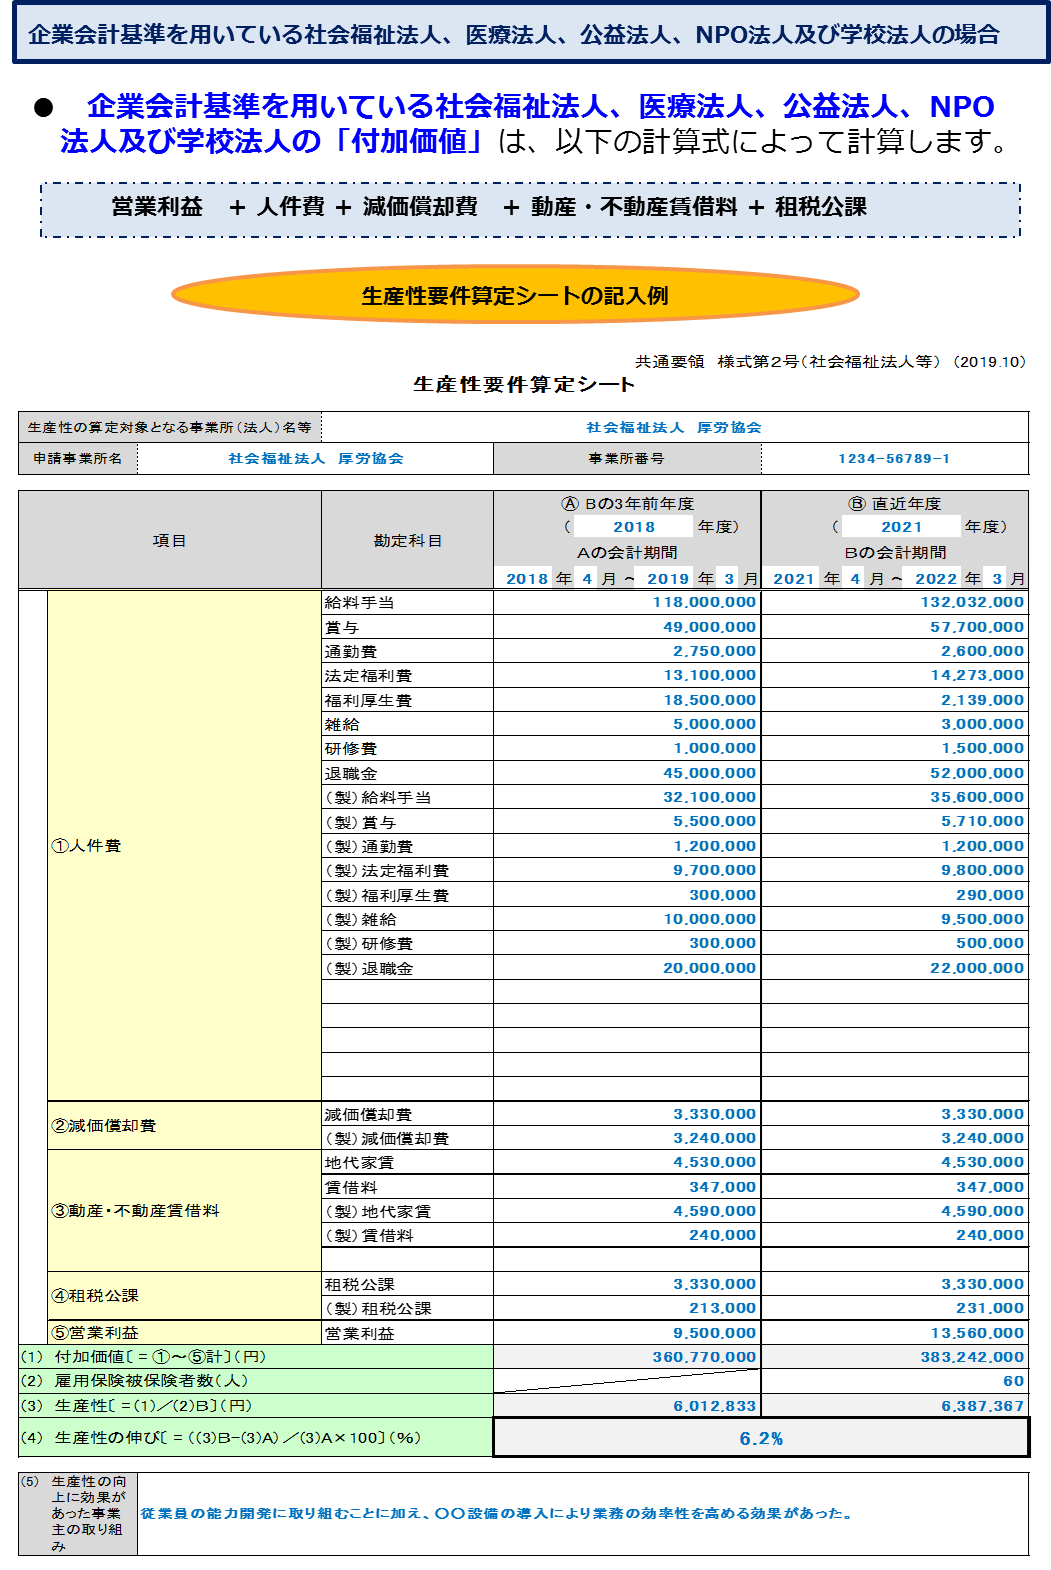 企業会計基準を用いている社会福祉法人、医療法人、公益法人、NPO法人及び学校法人の場合
● 企業会計基準を用いている社会福祉法人、医療法人、公益法人、NPO
法人及び学校法人の「付加価値」は、以下の計算式によって計算します。
営業利益 ＋ 人件費 ＋ 減価償却費 ＋ 動産・不動産賃借料 ＋ 租税公課
生産性要件算定シートの記入例
共通要領 様式第２号（社会福祉法人等） (2019.10)
生産性要件算定シート
生産性の算定対象となる事業所（法人）名等 社会福祉法人 厚労協会
申請事業所名 社会福祉法人 厚労協会 事業所番号 1234-56789-1
項目 勘定科目 Ⓐ Bの3年前年度 Ⓑ 直近年度
（ 2018 年度） （ 2021 年度）
Aの会計期間 Bの会計期間
2018 年 4 月 ~ 2019 年 3 月 2021 年 4 月 ~ 2022 年 3 月
給料手当 118,000,000 132,032,000
賞与 49,000,000 57,700,000
通勤費 2,750,000 2,600,000
法定福利費 13,100,000 14,273,000
福利厚生費 18,500,000 2,139,000
雑給 5,000,000 3,000,000
研修費 1,000,000 1,500,000
退職金 45,000,000 52,000,000
（製）給料手当 32,100,000 35,600,000
（製）賞与 5,500,000 5,710,000
①人件費 （製）通勤費 1,200,000 1,200,000
（製）法定福利費 9,700,000 9,800,000
（製）福利厚生費 300,000 290,000
（製）雑給 10,000,000 9,500,000
（製）研修費 300,000 500,000
（製）退職金 20,000,000 22,000,000
②減価償却費 減価償却費 3,330,000 3,330,000
（製）減価償却費 3,240,000 3,240,000
地代家賃 4,530,000 4,530,000
賃借料 347,000 347,000
③動産・不動産賃借料 （製）地代家賃 4,590,000 4,590,000
（製）賃借料 240,000 240,000
④租税公課 租税公課 3,330,000 3,330,000
（製）租税公課 213,000 231,000
⑤営業利益 営業利益 9,500,000 13,560,000
(1) 付加価値〔＝①～⑤計〕（円） 360,770,000 383,242,000
(2) 雇用保険被保険者数（人） 60
(3) 生産性〔＝(1)／(2)B〕（円） 6,012,833 6,387,367
(4) 生産性の伸び〔＝((3)B-(3)A)／(3)A×100〕（％） 6.2%
(5) 生産性の向
上に効果が
あった事業
主の取り組
み
従業員の能力開発に取り組むことに加え、〇〇設備の導入により業務の効率性を高める効果があった。